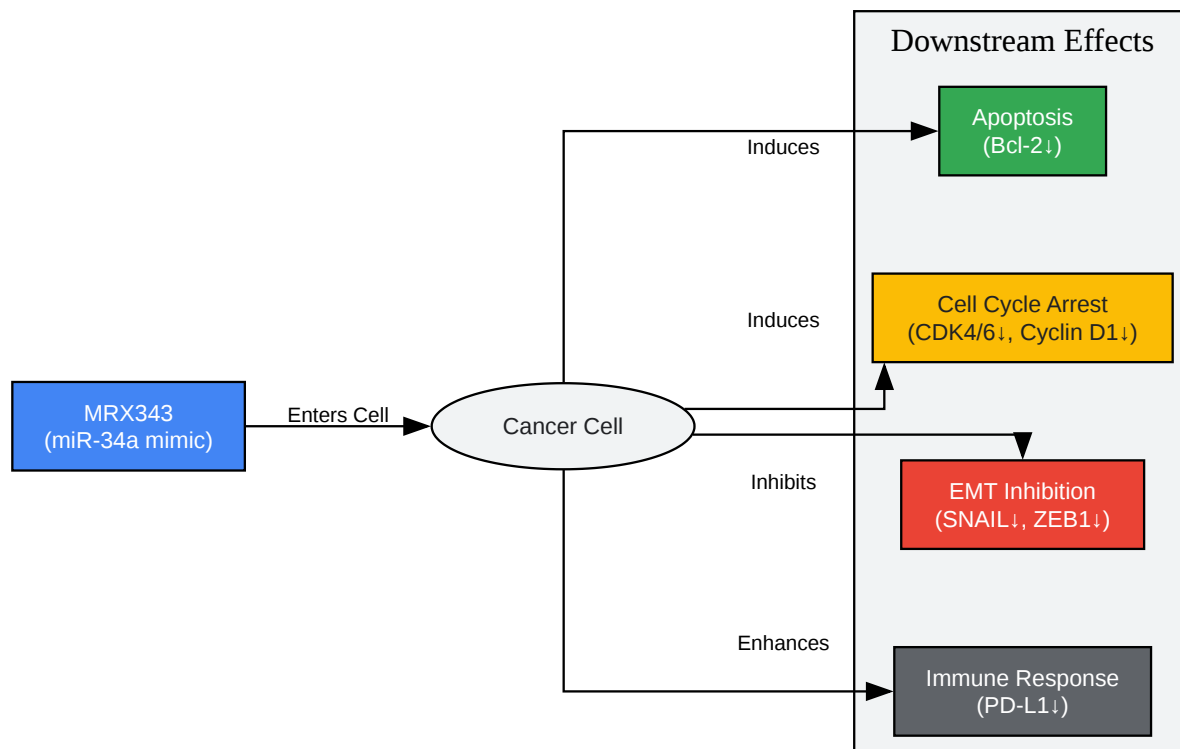 Downstream Effects
Apoptosis
(Bcl-2↓)
Induces
Cell Cycle Arrest
(CDK4/6↓, Cyclin D1↓)
Induces
MRX343
(miR-34a mimic)
Enters Cell
Cancer Cell
Inhibits
EMT Inhibition
(SNAIL↓, ZEB1↓)
Enhances
Immune Response
(PD-L1↓)